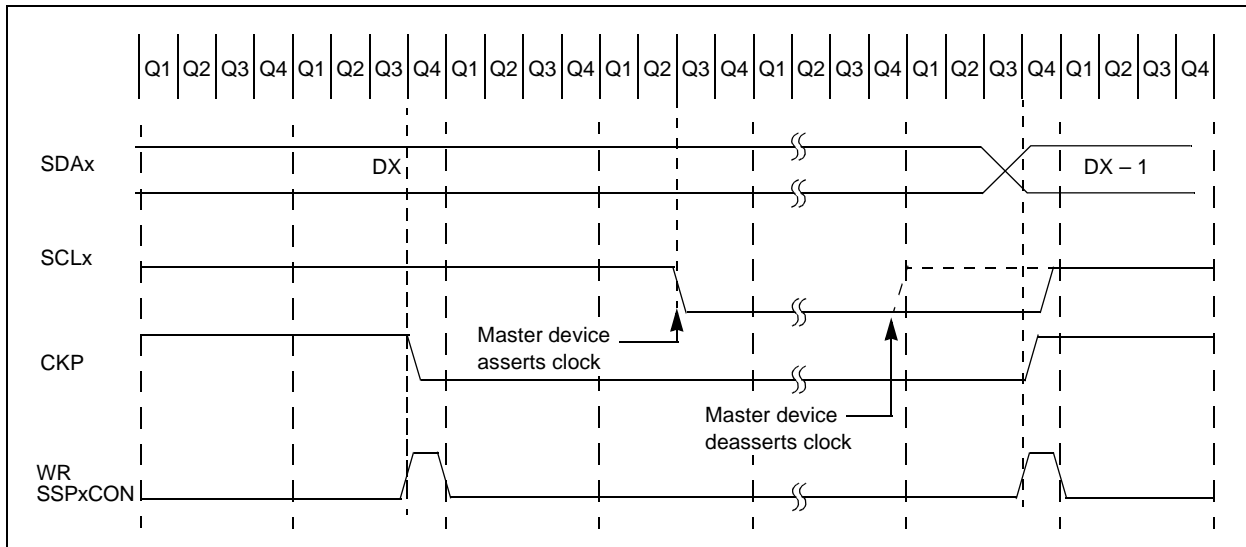 Q1 Q2 Q3 Q4 Q1 Q2 Q3 Q4 Q1 Q2 Q3 Q4 Q1 Q2 Q3 Q4 Q1 Q2 Q3 Q4 Q1 Q2 Q3 Q4 Q1 Q2 Q3 Q4
SDAx
DX
DX – 1
SCLx
Master device
asserts clock
CKP
Master device
deasserts clock
WR
SSPxCON